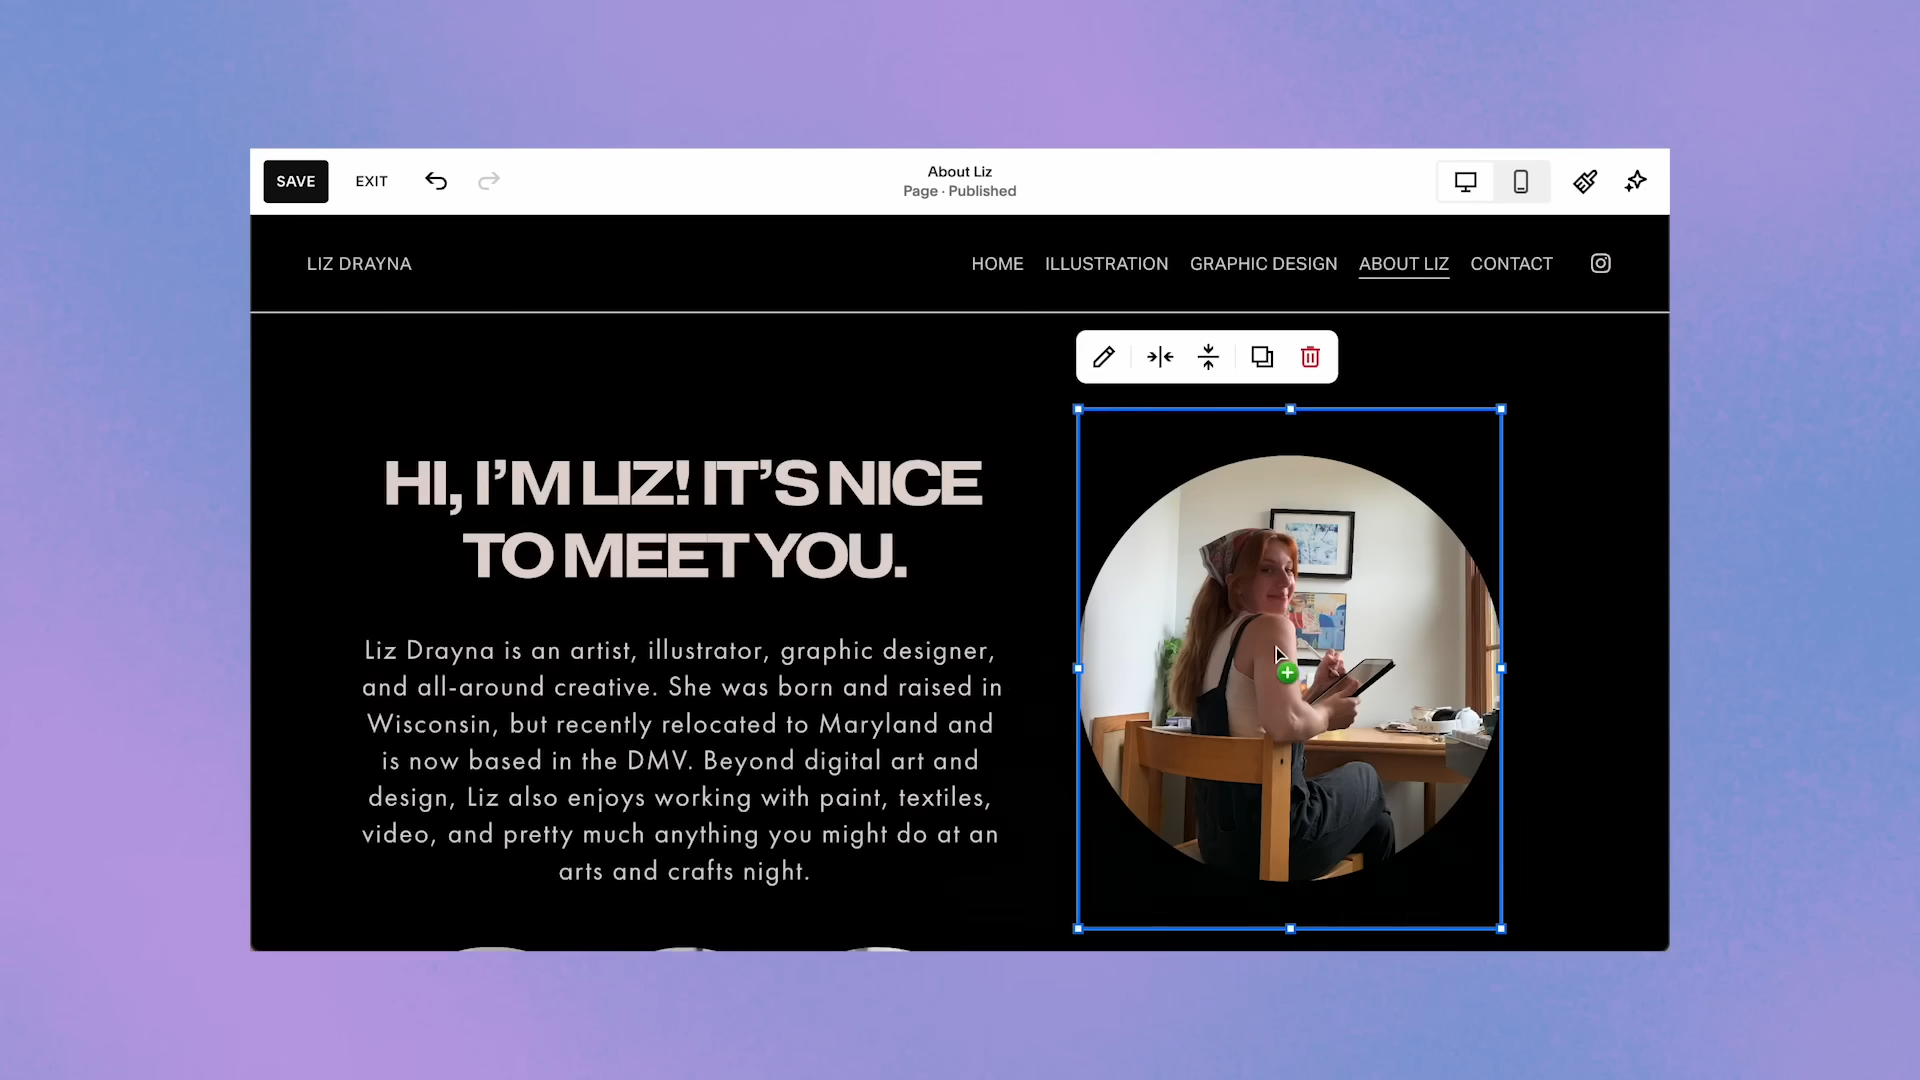 SAVE
EXIT
About Liz
Page · Published
LIZ DRAYNA
HOME
ILLUSTRATION
GRAPHIC DESIGN
ABOUT LIZ
CONTACT
HI, I’M LIZ! IT’S NICE
TO MEET YOU.
Liz Drayna is an artist, illustrator, graphic designer,
and all-around creative. She was born and raised in
Wisconsin, but recently relocated to Maryland and
is now based in the DMV. Beyond digital art and
design, Liz also enjoys working with paint, textiles,
video, and pretty much anything you might do at an
arts and crafts night.